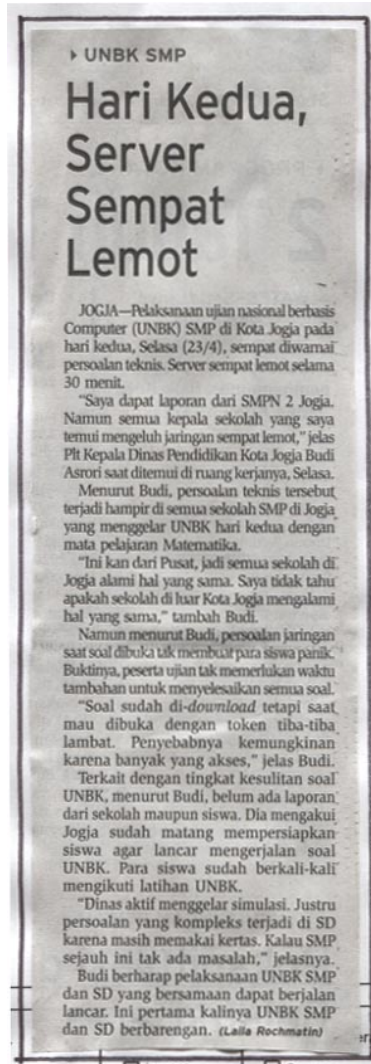 UNBK SMP
Hari Kedua,
Server
Sempat
Lemot
JOGJA—Pelaksanaan ujian nasional berbasis
Computer (UNBK) SMP di Kota Jogja pada
hari kedua, Selasa (23/4), sempat diwarnai
persoalan teknis. Server sempat lemot selama
30 menit.
"Saya dapat laporan dari SMPN 2 Jogja.
Namun semua kepala sekolah yang saya
temui mengeluh jaringan sempat lemot," jelas
Plt Kepala Dinas Pendidikan Kota Jogja Budi
Asrori saat ditemui di ruang kerjanya, Selasa.
Menurut Budi, persoalan teknis tersebut
terjadi hampir di semua sekolah SMP di Jogja
yang menggelar UNBK hari kedua dengan
mata pelajaran Matematika.
"Ini kan dari Pusat, jadi semua sekolah di
Jogja alami hal yang sama. Saya tidak tahu
apakah sekolah di luar Kota Jogja mengalami
hal yang sama," tambah Budi.
Namun menurut Budi, persoalan jaringan
saat soal dibuka tak membuat para siswa panik.
Buktinya, peserta ujian tak memerlukan waktu
tambahan untuk menyelesaikan semua soal.
"Soal sudah di-download tetapi saat
mau dibuka dengan token tiba-tiba
lambat. Penyebabnya kemungkinan
karena banyak yang akses," jelas Budi.
Terkait dengan tingkat kesulitan soal
UNBK, menurut Budi, belum ada laporan
dari sekolah maupun siswa. Dia mengakui
Jogja sudah matang mempersiapkan
siswa agar lancar mengerjalan soal
UNBK. Para siswa sudah berkali-kali
mengikuti latihan UNBK.
"Dinas aktif menggelar simulasi. Justru
persoalan yang kompleks terjadi di SD
karena masih memakai kertas. Kalau SMP
sejauh ini tak ada masalah," jelasnya.
Budi berharap pelaksanaan UNBK SMP
dan SD yang bersamaan dapat berjalan
lancar. Ini pertama kalinya UNBK SMP
dan SD berbarengan. (Laila Rochmatin)